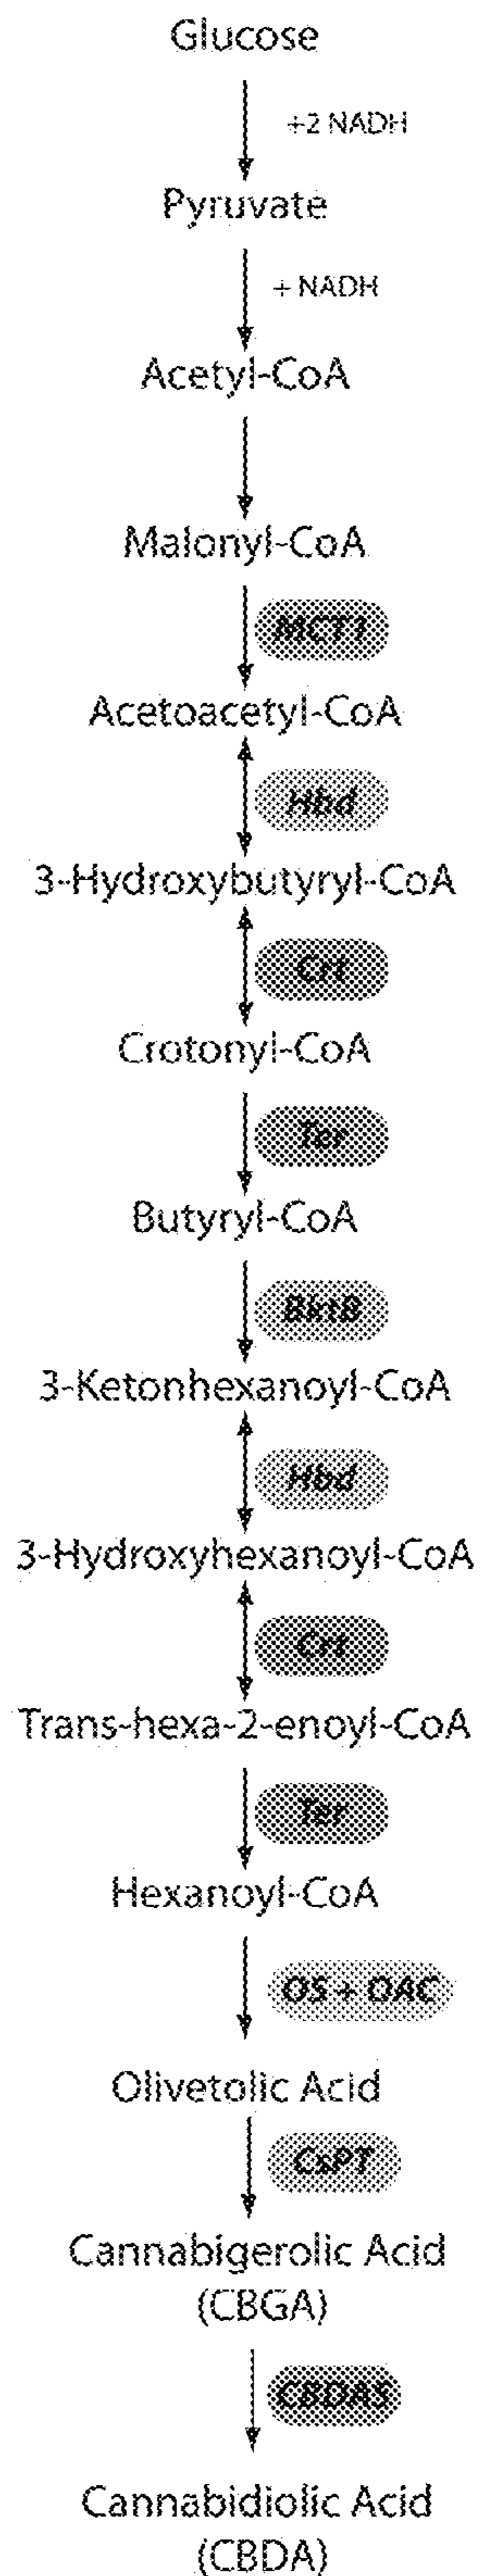 Glucose
+2 NADH
Pyruvate
+ NADH
Acetyl-CoA
Malonyl-CoA
MCT1
Acetoacetyl-CoA
Hbd
3-Hydroxybutyryl-CoA
Crt
Crotonyl-CoA
Ter
Butyryl-CoA
BktB
3-Ketonhexanoyl-CoA
Hbd
3-Hydroxyhexanoyl-CoA
Crt
Trans-hexa-2-enoyl-CoA
Ter
Hexanoyl-CoA
OS + OAC
Olivetolic Acid
CsPT
Cannabigerolic Acid
(CBGA)
CBDAS
Cannabidiolic Acid
(CBDA)